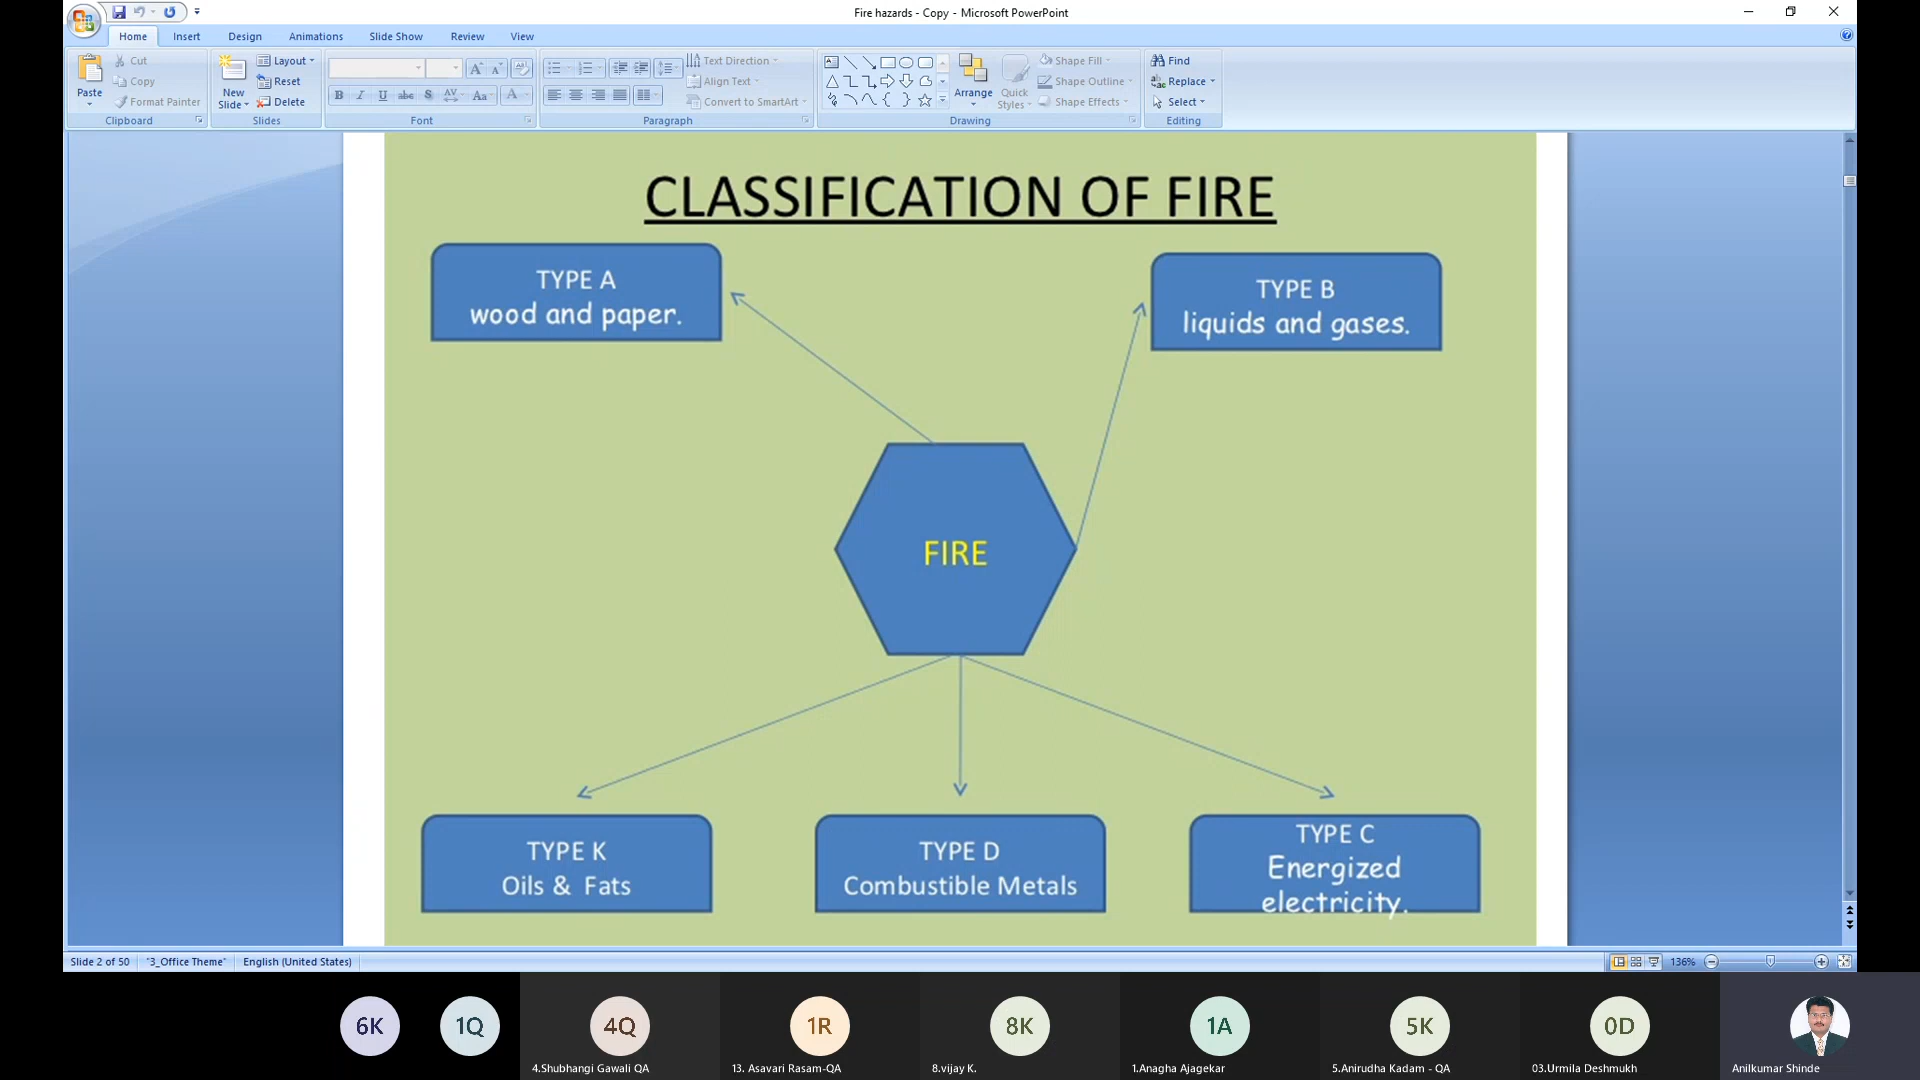 Fire hazards - Copy - Microsoft PowerPoint
Home Insert Design Animations Slide Show Review View
Paste
Cut
Copy
Format Painter
Clipboard
New
Slide
Layout
Reset
Delete
Slides
B I U abc S AV Aa A
Font
Text Direction
Align Text
Convert to SmartArt
Paragraph
Arrange
Quick
Styles
Shape Fill
Shape Outline
Shape Effects
Drawing
Find
Replace
Select
Editing
CLASSIFICATION OF FIRE
TYPE A
wood and paper.
TYPE B
liquids and gases.
FIRE
TYPE K
Oils & Fats
TYPE D
Combustible Metals
TYPE C
Energized
electricity.
Slide 2 of 50 "3_Office Theme" English (United States) 136%
6K 1Q 4Q 1R 8K 1A 5K 0D
4.Shubhangi Gawali QA 13. Asavari Rasam-QA 8.vijay K. 1.Anagha Ajagekar 5.Anirudha Kadam - QA 03.Urmila Deshmukh Anilkumar Shinde